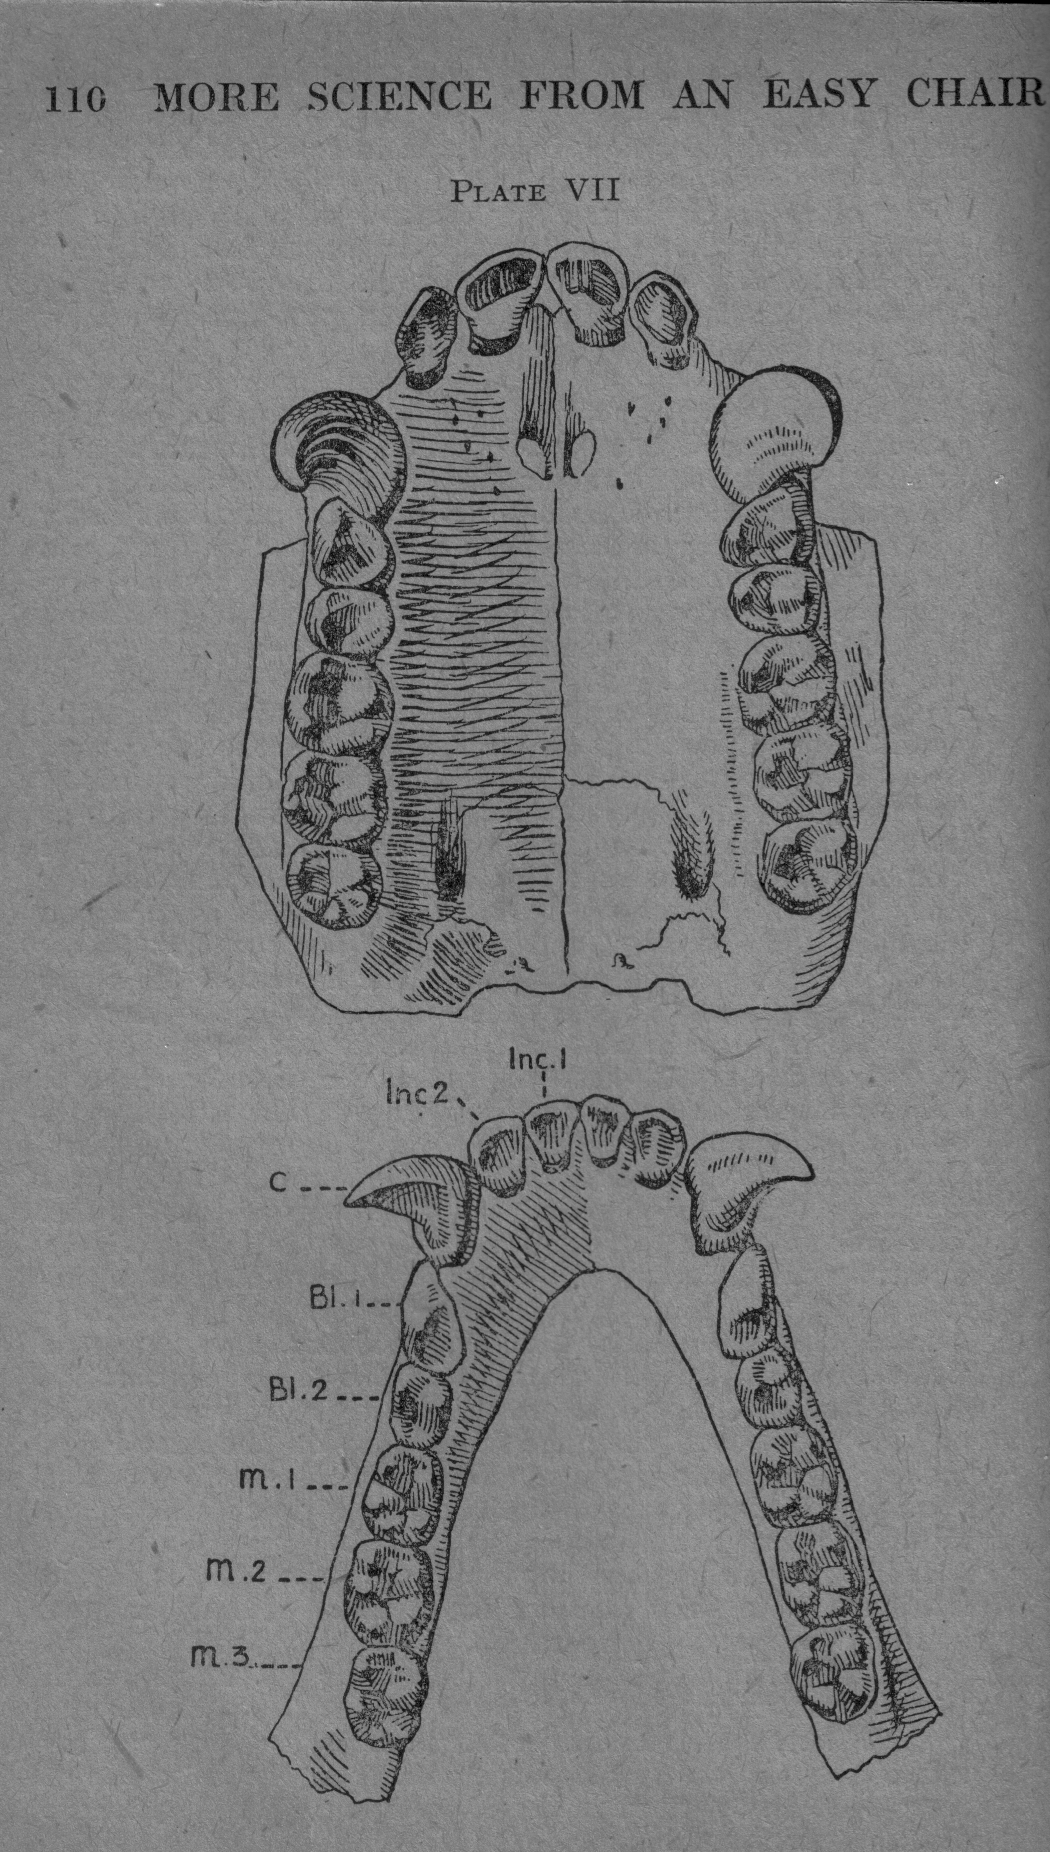 110 MORE SCIENCE FROM AN EASY CHAIR
PLATE VII
Inc.1
Inc2
C
Bl.1
Bl.2
m.1
m.2
m.3